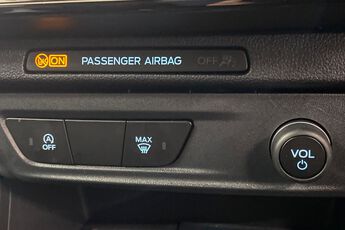 ON PASSENGER AIRBAG OFF
A OFF
MAX
VOL